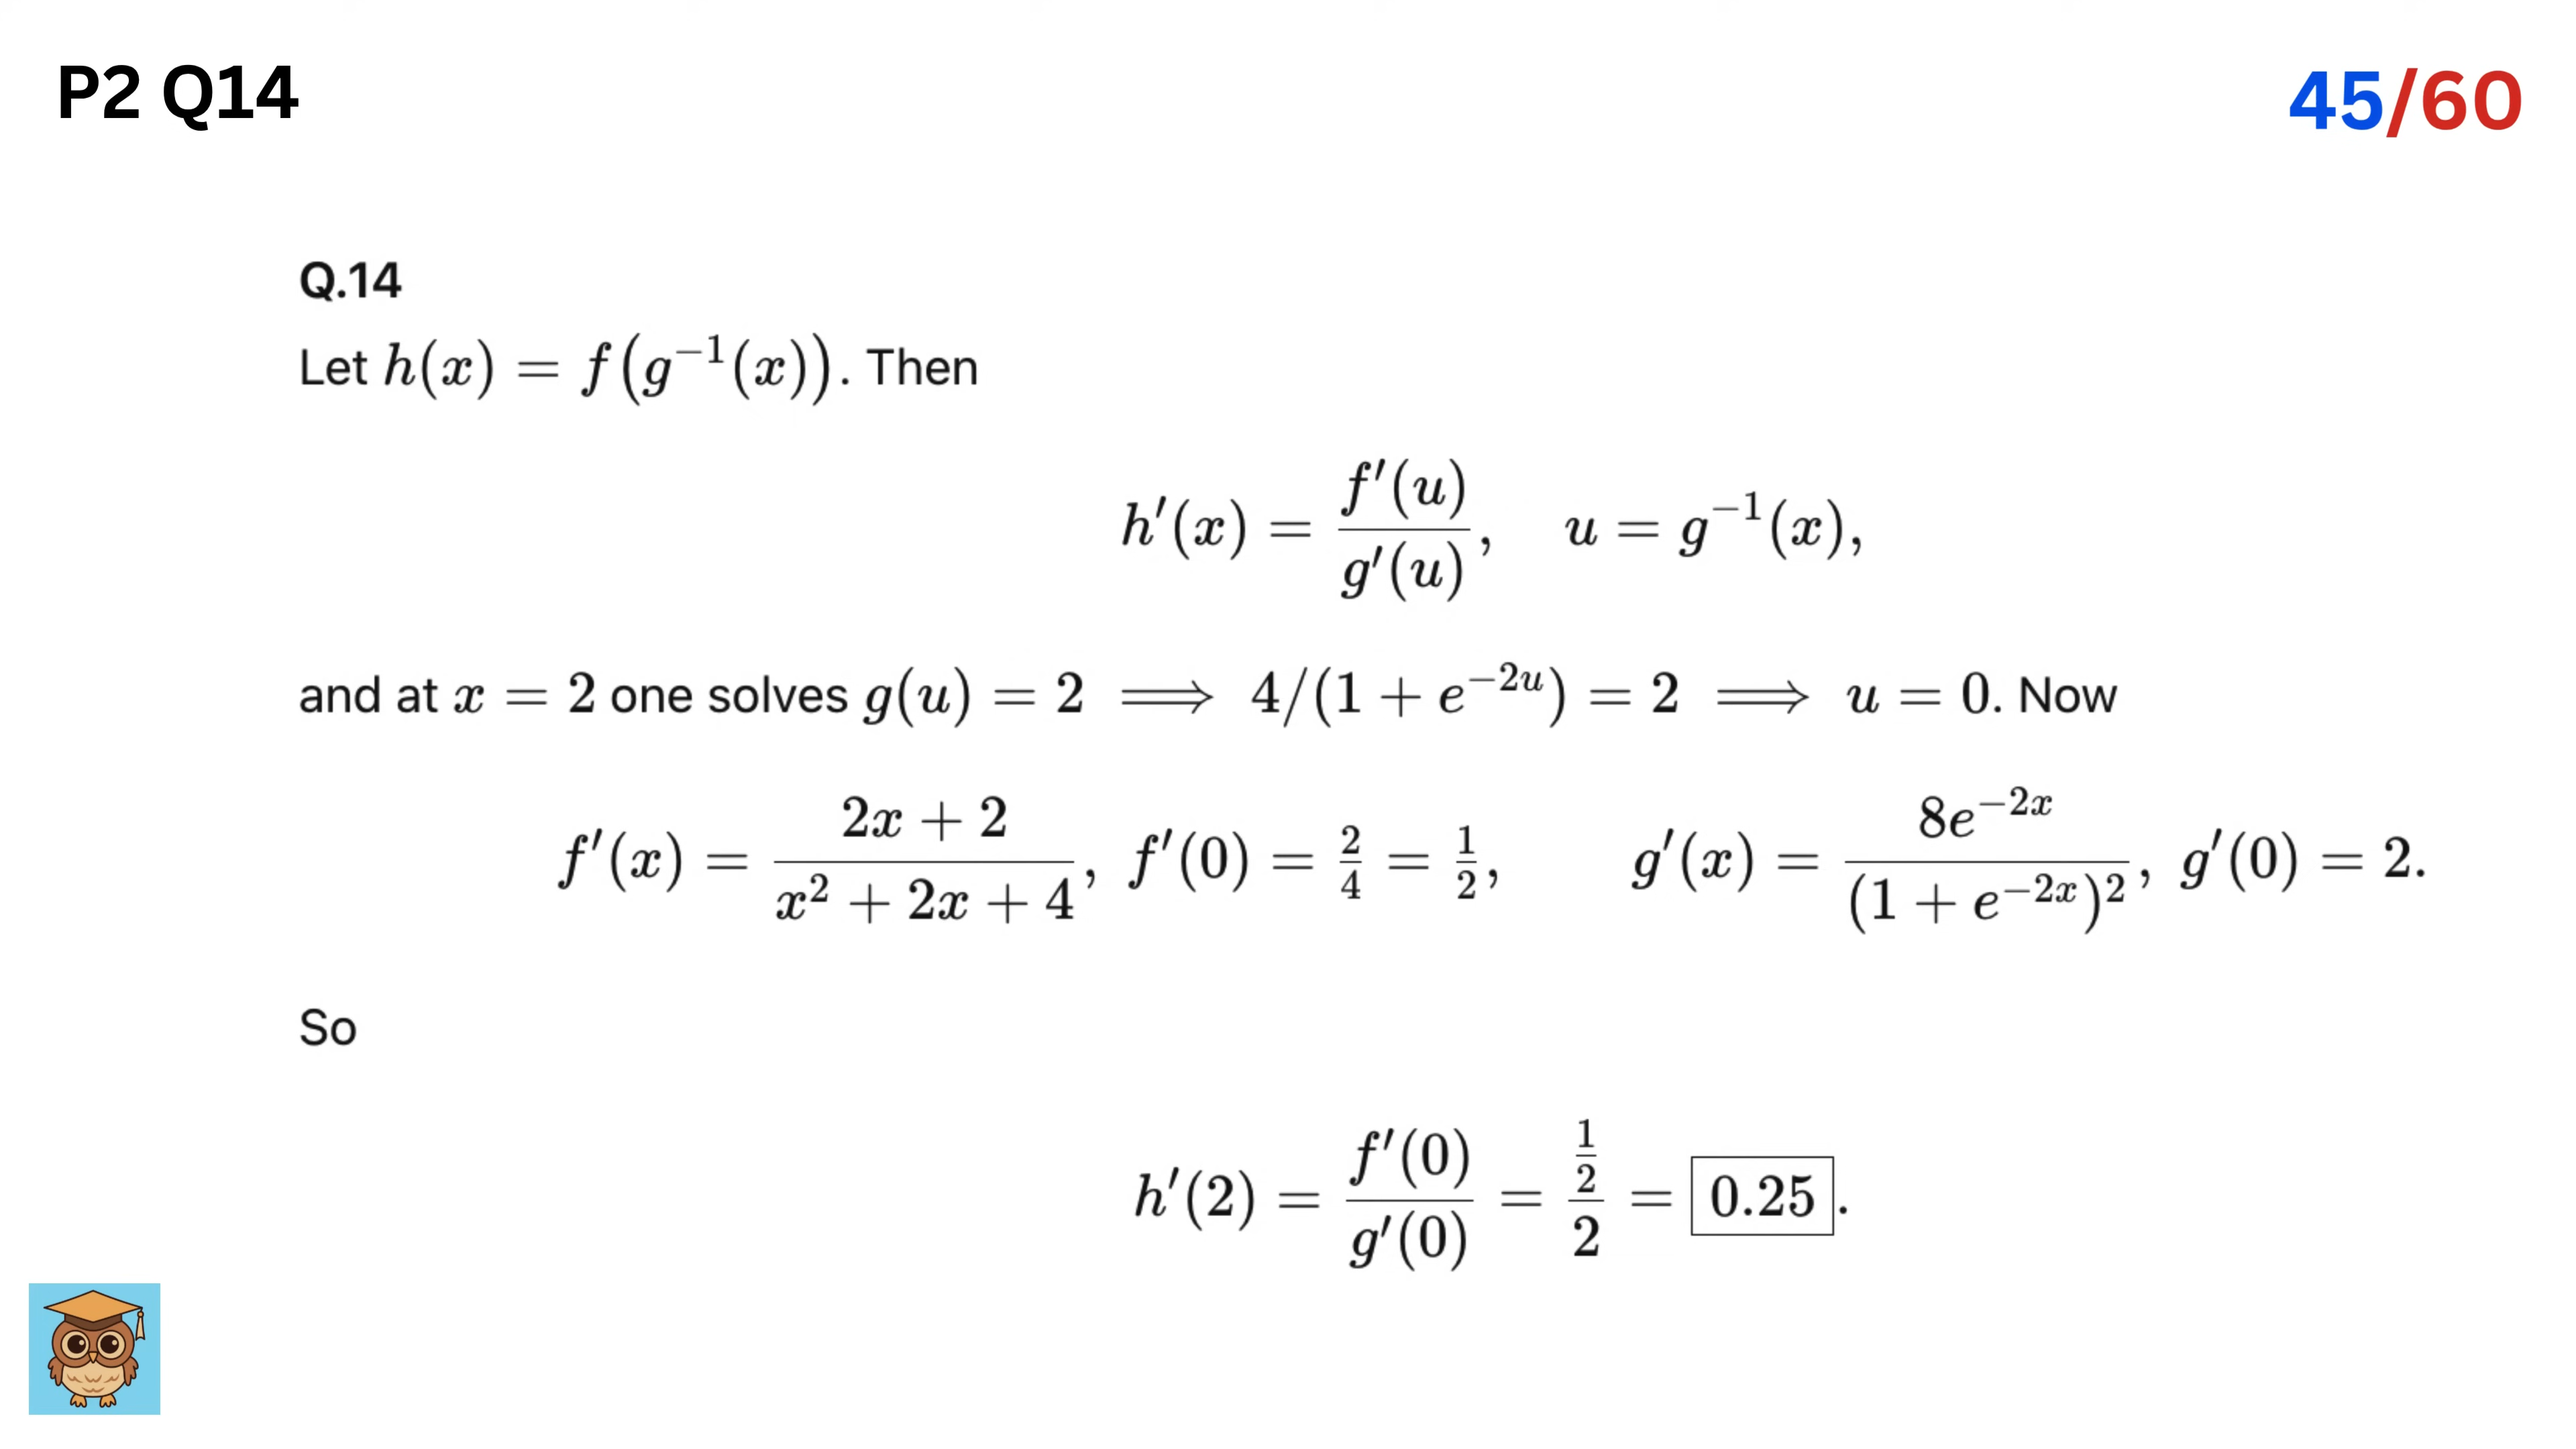 P2 Q14
45/60
Q.14
Let h(x) = f(g⁻¹(x)). Then
h′(x) = f′(u)/g′(u), u = g⁻¹(x),
and at x = 2 one solves g(u) = 2 ⟹ 4/(1 + e⁻²ᵘ) = 2 ⟹ u = 0. Now
f′(x) = (2x + 2)/(x² + 2x + 4), f′(0) = 2/4 = 1/2, g′(x) = 8e⁻²ˣ/(1 + e⁻²ˣ)², g′(0) = 2.
So
h′(2) = f′(0)/g′(0) = (1/2)/2 = 0.25.